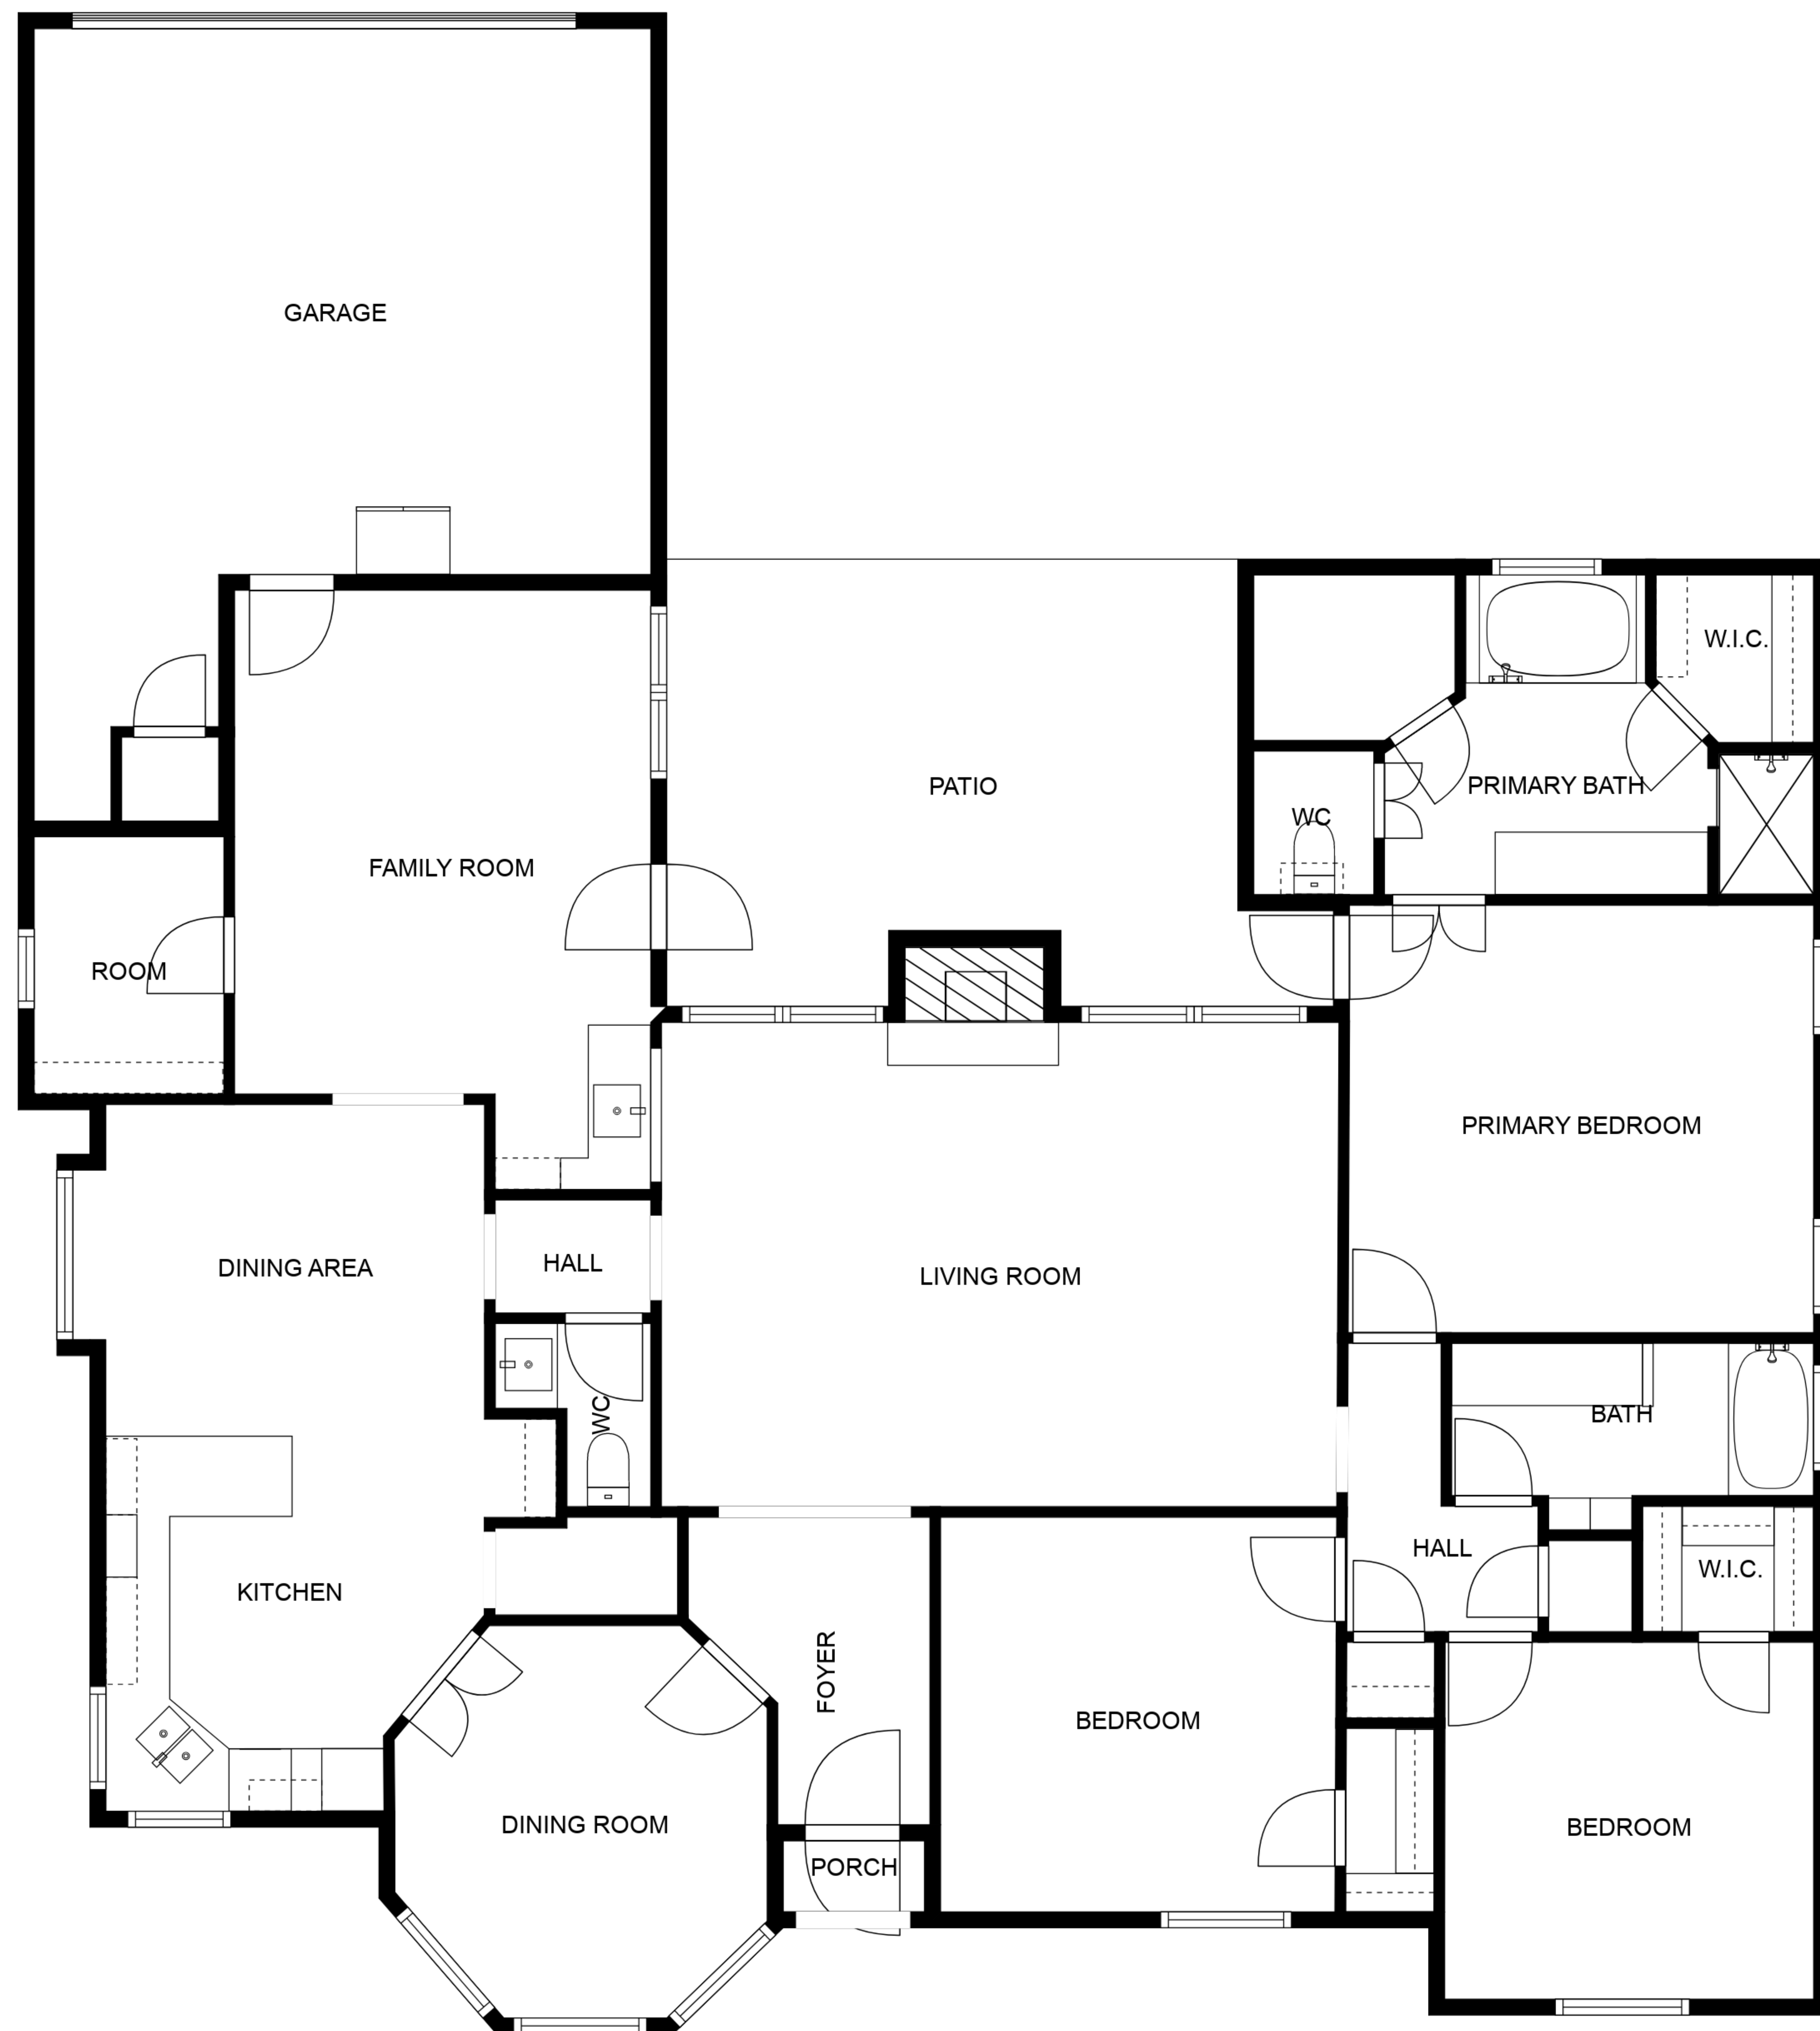 GARAGE
W.I.C.
PATIO
PRIMARY BATH
WC
FAMILY ROOM
ROOM
PRIMARY BEDROOM
HALL
DINING AREA
LIVING ROOM
WC
BATH
HALL
W.I.C.
KITCHEN
FOYER
BEDROOM
DINING ROOM
BEDROOM
PORCH